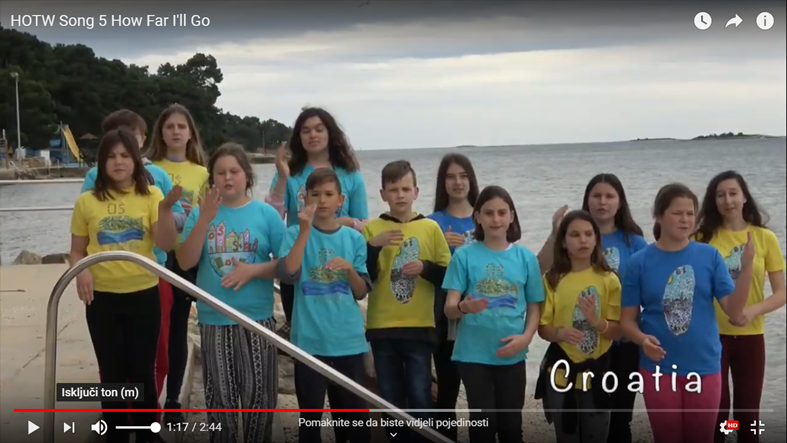 HOTW Song 5 How Far I'll Go
OŠ
Croatia
Isključi ton (m)
1:17 / 2:44
Pomaknite se da biste vidjeli pojedinosti
HD